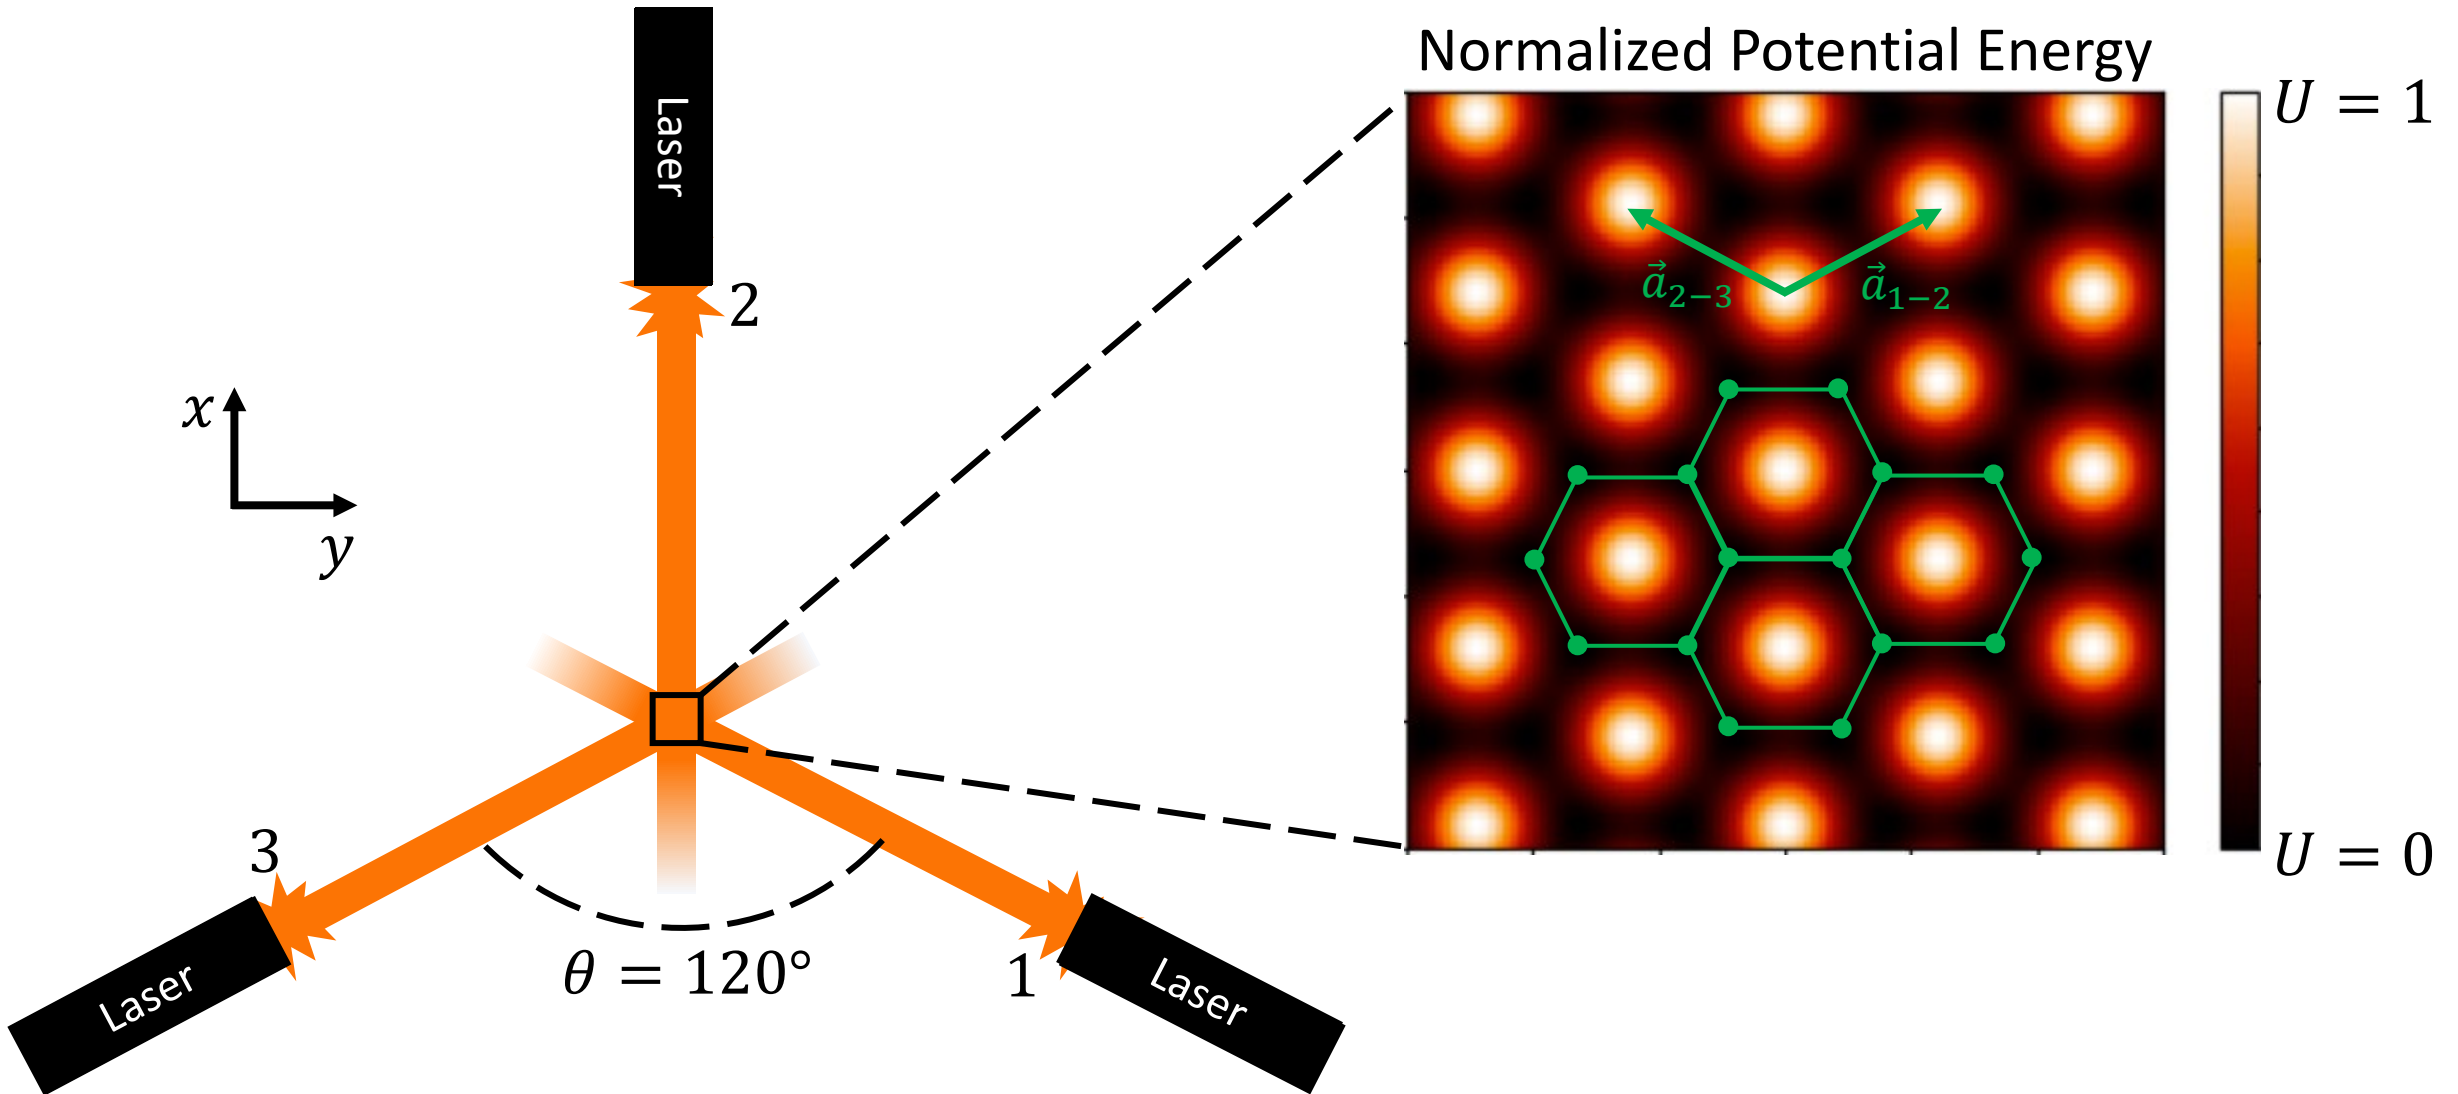 Laser
2
x
y
3
Laser
θ = 120°
1
Laser
Normalized Potential Energy
U = 1
a⃗₂₋₃
a⃗₁₋₂
U = 0